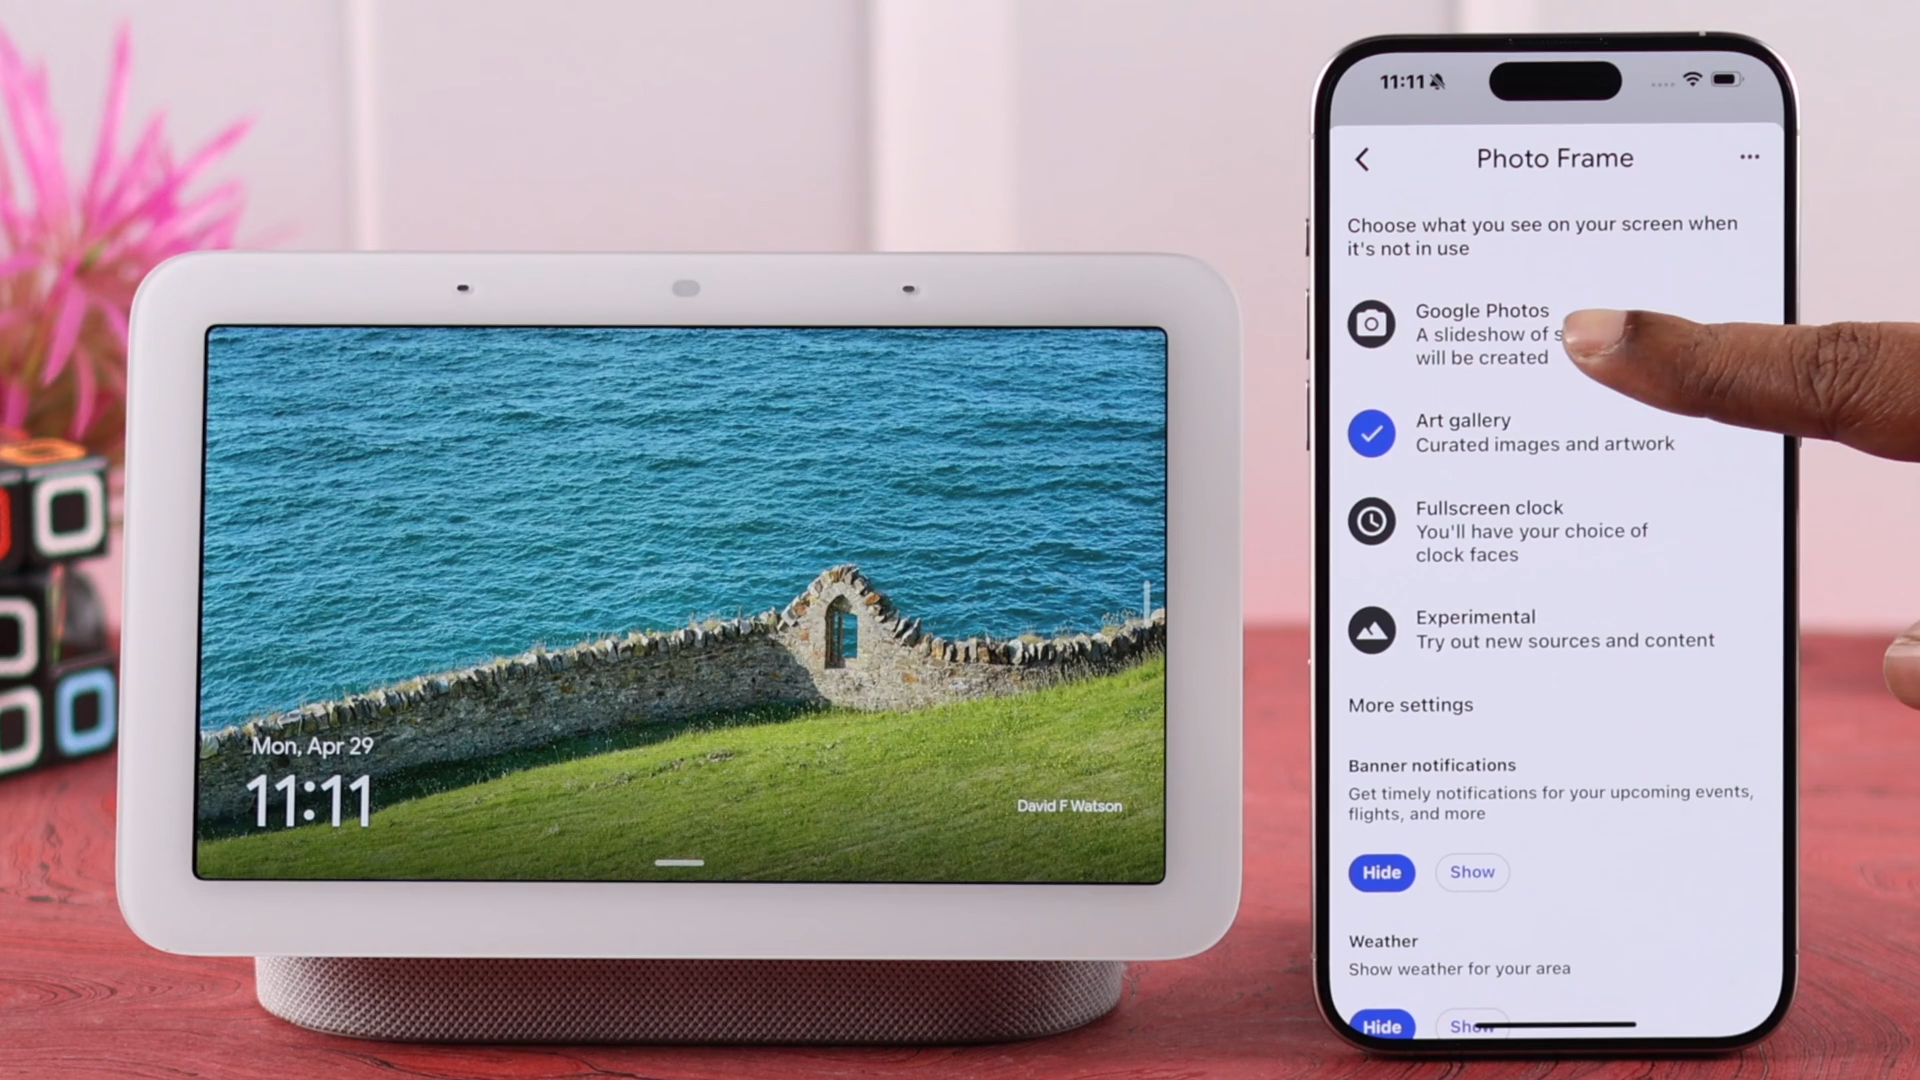 Mon, Apr 29
11:11
David F Watson
11:11
Photo Frame
Choose what you see on your screen when
it's not in use
Google Photos
A slideshow of
will be created
Art gallery
Curated images and artwork
Fullscreen clock
You'll have your choice of
clock faces
Experimental
Try out new sources and content
More settings
Banner notifications
Get timely notifications for your upcoming events,
flights, and more
Hide Show
Weather
Show weather for your area
Hide Show